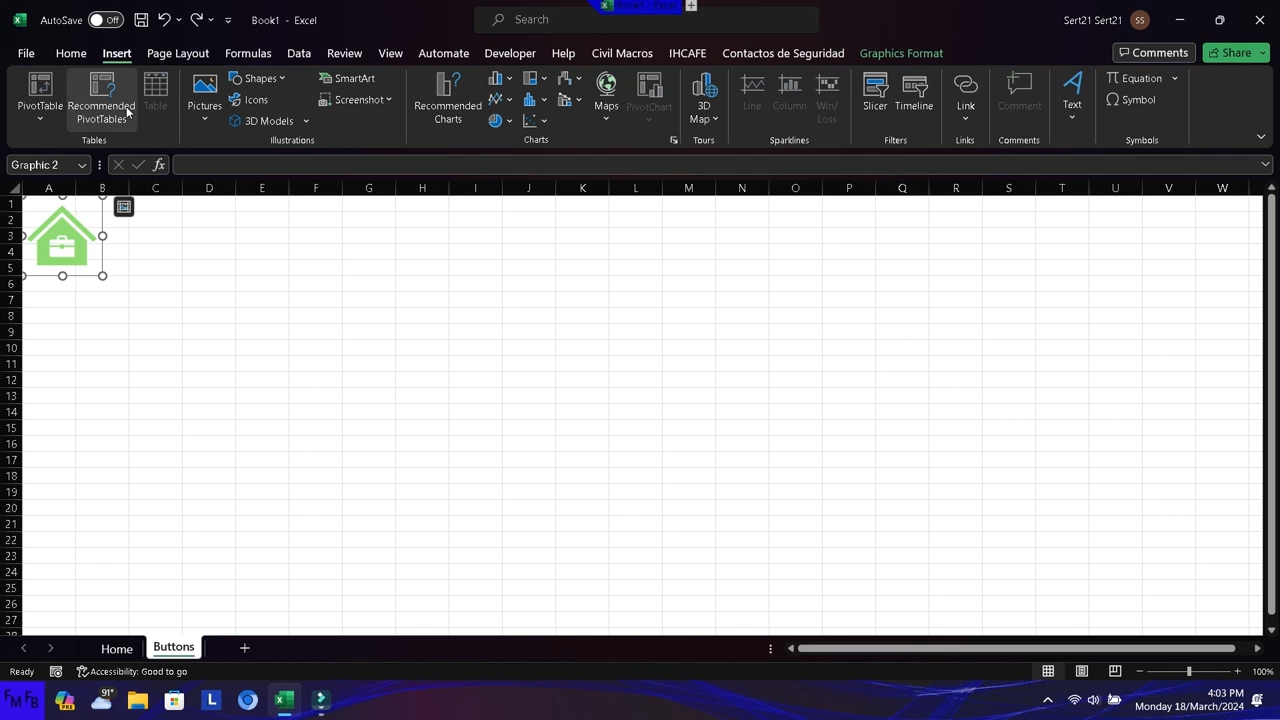 Book1 - Excel
AutoSave Off Book1 - Excel Search Sert21 Sert21 SS
File Home Insert Page Layout Formulas Data Review View Automate Developer Help Civil Macros IHCAFE Contactos de Seguridad Graphics Format Comments Share
PivotTable
Recommended
PivotTables
Table
Tables
Pictures
Shapes
Icons
3D Models
SmartArt
Screenshot
Illustrations
Recommended
Charts
Maps
PivotChart
Charts
3D
Map
Tours
Line
Column
Win/
Loss
Sparklines
Slicer
Timeline
Filters
Link
Links
Comment
Comments
Text
Equation
Symbol
Symbols
Graphic 2 fx
A B C D E F G H I J K L M N O P Q R S T U V W
1
2
3
4
5
6
7
8
9
10
11
12
13
14
15
16
17
18
19
20
21
22
23
24
25
26
27
28
Home Buttons
Ready Accessibility: Good to go 100%
FM FB 91° 4:03 PM
Monday 18/March/2024